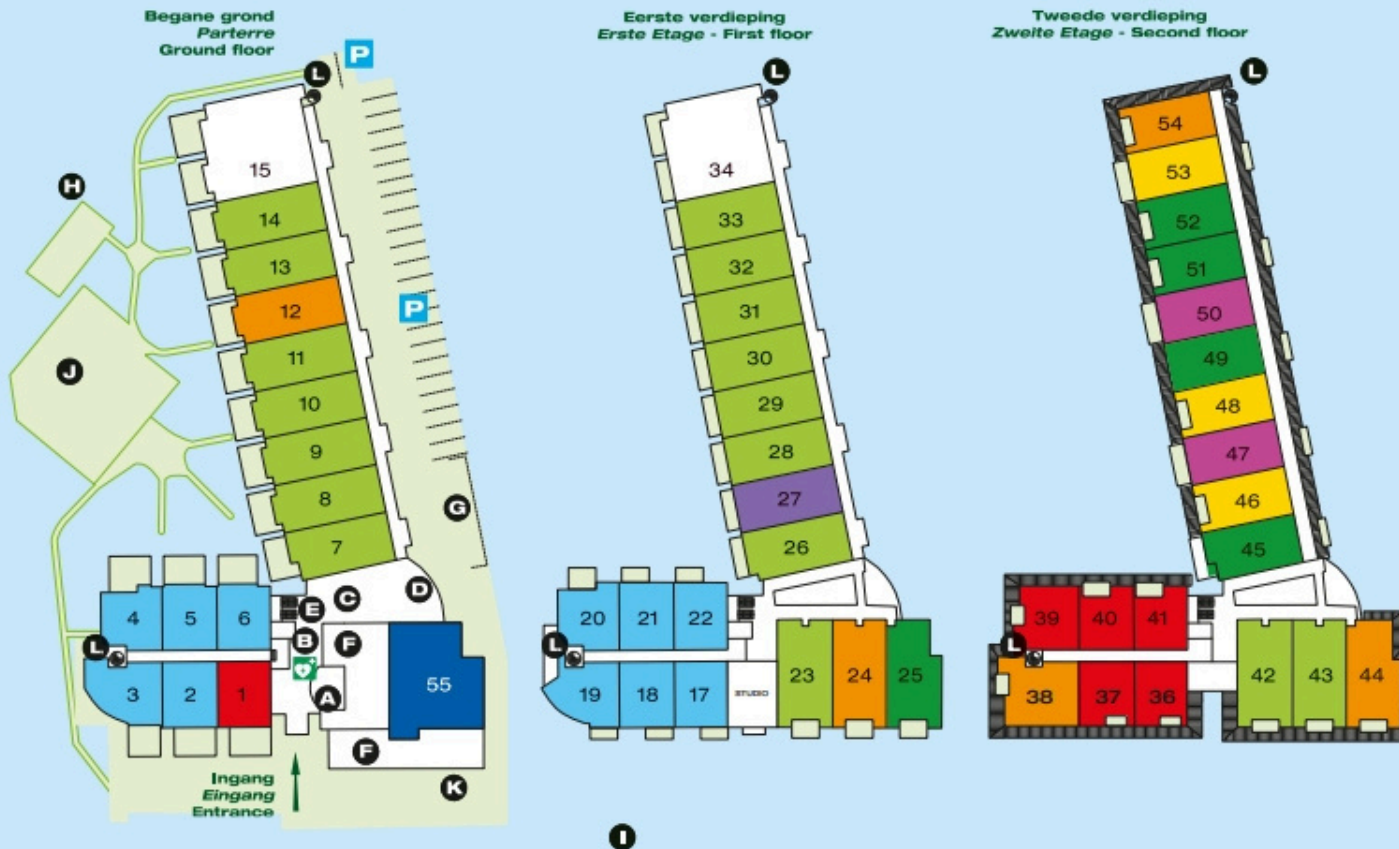 Begane grond
Parterre
Ground floor
P
L
15
14
13
12
11
10
9
8
7
H
J
P
G
D
C
E
B
F
A
F
K
4
5
6
L
3
2
1
55
Ingang
Eingang
Entrance
I
Eerste verdieping
Erste Etage - First floor
L
34
33
32
31
30
29
28
27
26
20
21
22
L
19
18
17
STUDIO
23
24
25
Tweede verdieping
Zweite Etage - Second floor
L
54
53
52
51
50
49
48
47
46
45
39
40
41
L
38
37
36
42
43
44